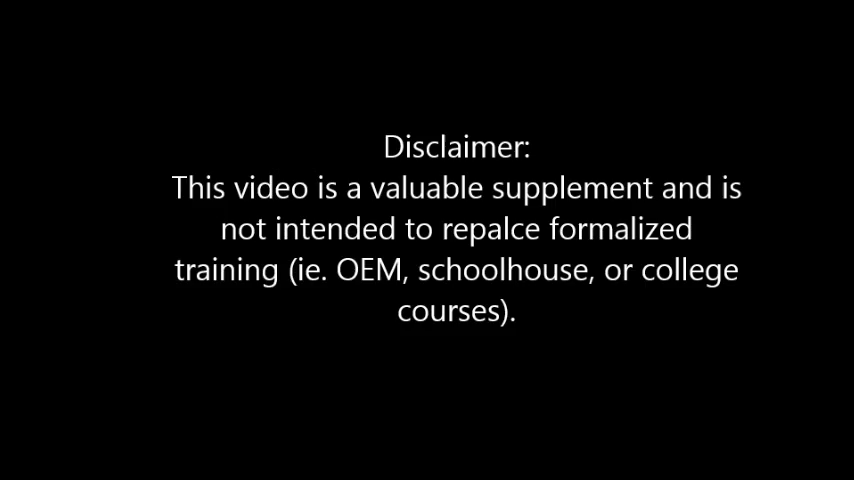 Disclaimer:
This video is a valuable supplement and is
not intended to repalce formalized
training (ie. OEM, schoolhouse, or college
courses).